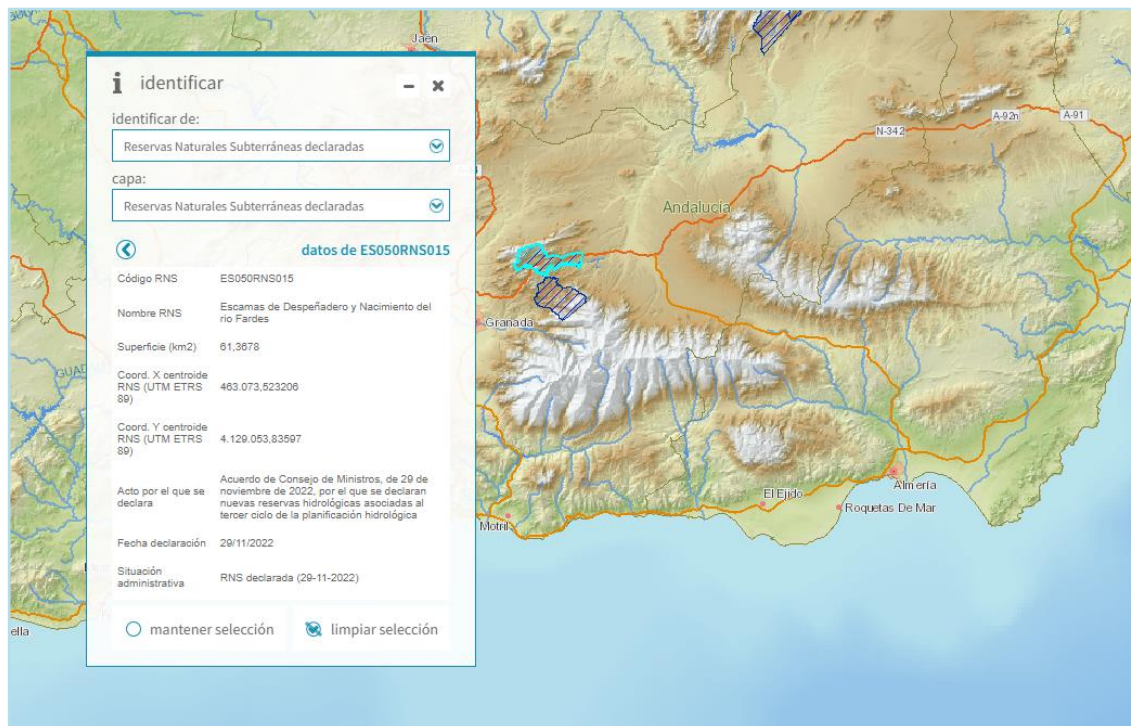 Jaén
identificar
identificar de:
Reservas Naturales Subterráneas declaradas
capa:
Reservas Naturales Subterráneas declaradas
datos de ES050RNS015
Código RNS ES050RNS015
Nombre RNS Escamas de Despeñadero y Nacimiento del
rio Fardes
Superficie (km2) 61,3678
Coord. X centroide
RNS (UTM ETRS
89)
463.073,523206
Coord. Y centroide
RNS (UTM ETRS
89)
4.129.053,83597
Acto por el que se
declara
Acuerdo de Consejo de Ministros, de 29 de
noviembre de 2022, por el que se declaran
nuevas reservas hidrológicas asociadas al
tercer ciclo de la planificación hidrológica
Fecha declaración 29/11/2022
Situación
administrativa
RNS declarada (29-11-2022)
mantener selección
limpiar selección
A-92n
A-91
N-342
Andalucía
Granada
Almería
El Ejido
Roquetas De Mar
Motril
GUAD
ella